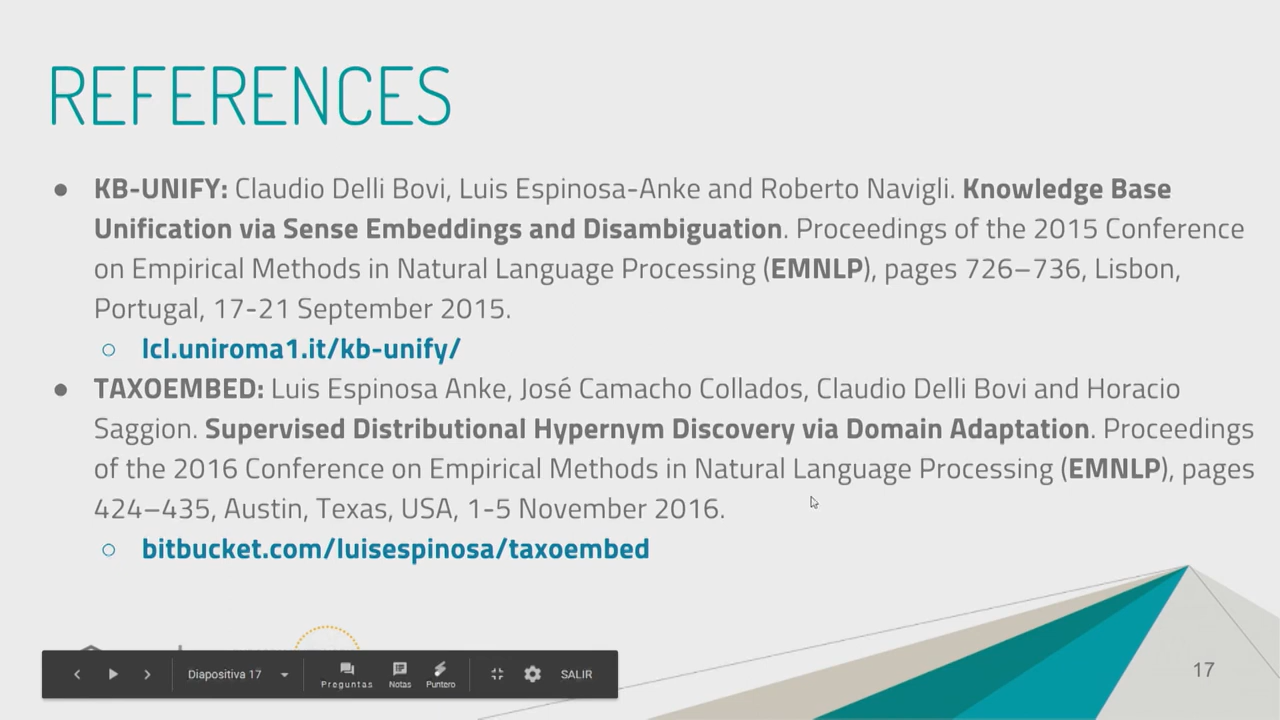 REFERENCES
● KB-UNIFY: Claudio Delli Bovi, Luis Espinosa-Anke and Roberto Navigli. Knowledge Base
Unification via Sense Embeddings and Disambiguation. Proceedings of the 2015 Conference
on Empirical Methods in Natural Language Processing (EMNLP), pages 726–736, Lisbon,
Portugal, 17-21 September 2015.
○ lcl.uniroma1.it/kb-unify/
● TAXOEMBED: Luis Espinosa Anke, José Camacho Collados, Claudio Delli Bovi and Horacio
Saggion. Supervised Distributional Hypernym Discovery via Domain Adaptation. Proceedings
of the 2016 Conference on Empirical Methods in Natural Language Processing (EMNLP), pages
424–435, Austin, Texas, USA, 1-5 November 2016.
○ bitbucket.com/luisespinosa/taxoembed
Diapositiva 17
Preguntas
Notas
Puntero
SALIR
17